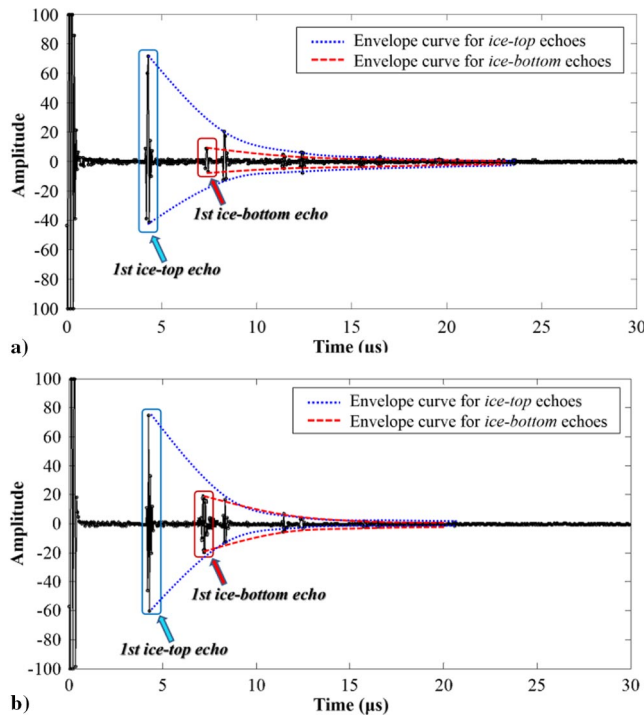 100
80
60
40
20
0
-20
-40
-60
-80
100
Amplitude
Envelope curve for ice-top echoes
Envelope curve for ice-bottom echoes
1st ice-bottom echo
1st ice-top echo
0 5 10 15 20 25 30
Time (µs)
a)
100
80
60
40
20
0
-20
-40
-60
-80
-100
Amplitude
Envelope curve for ice-top echoes
Envelope curve for ice-bottom echoes
1st ice-bottom echo
1st ice-top echo
0 5 10 15 20 25 30
Time (µs)
b)